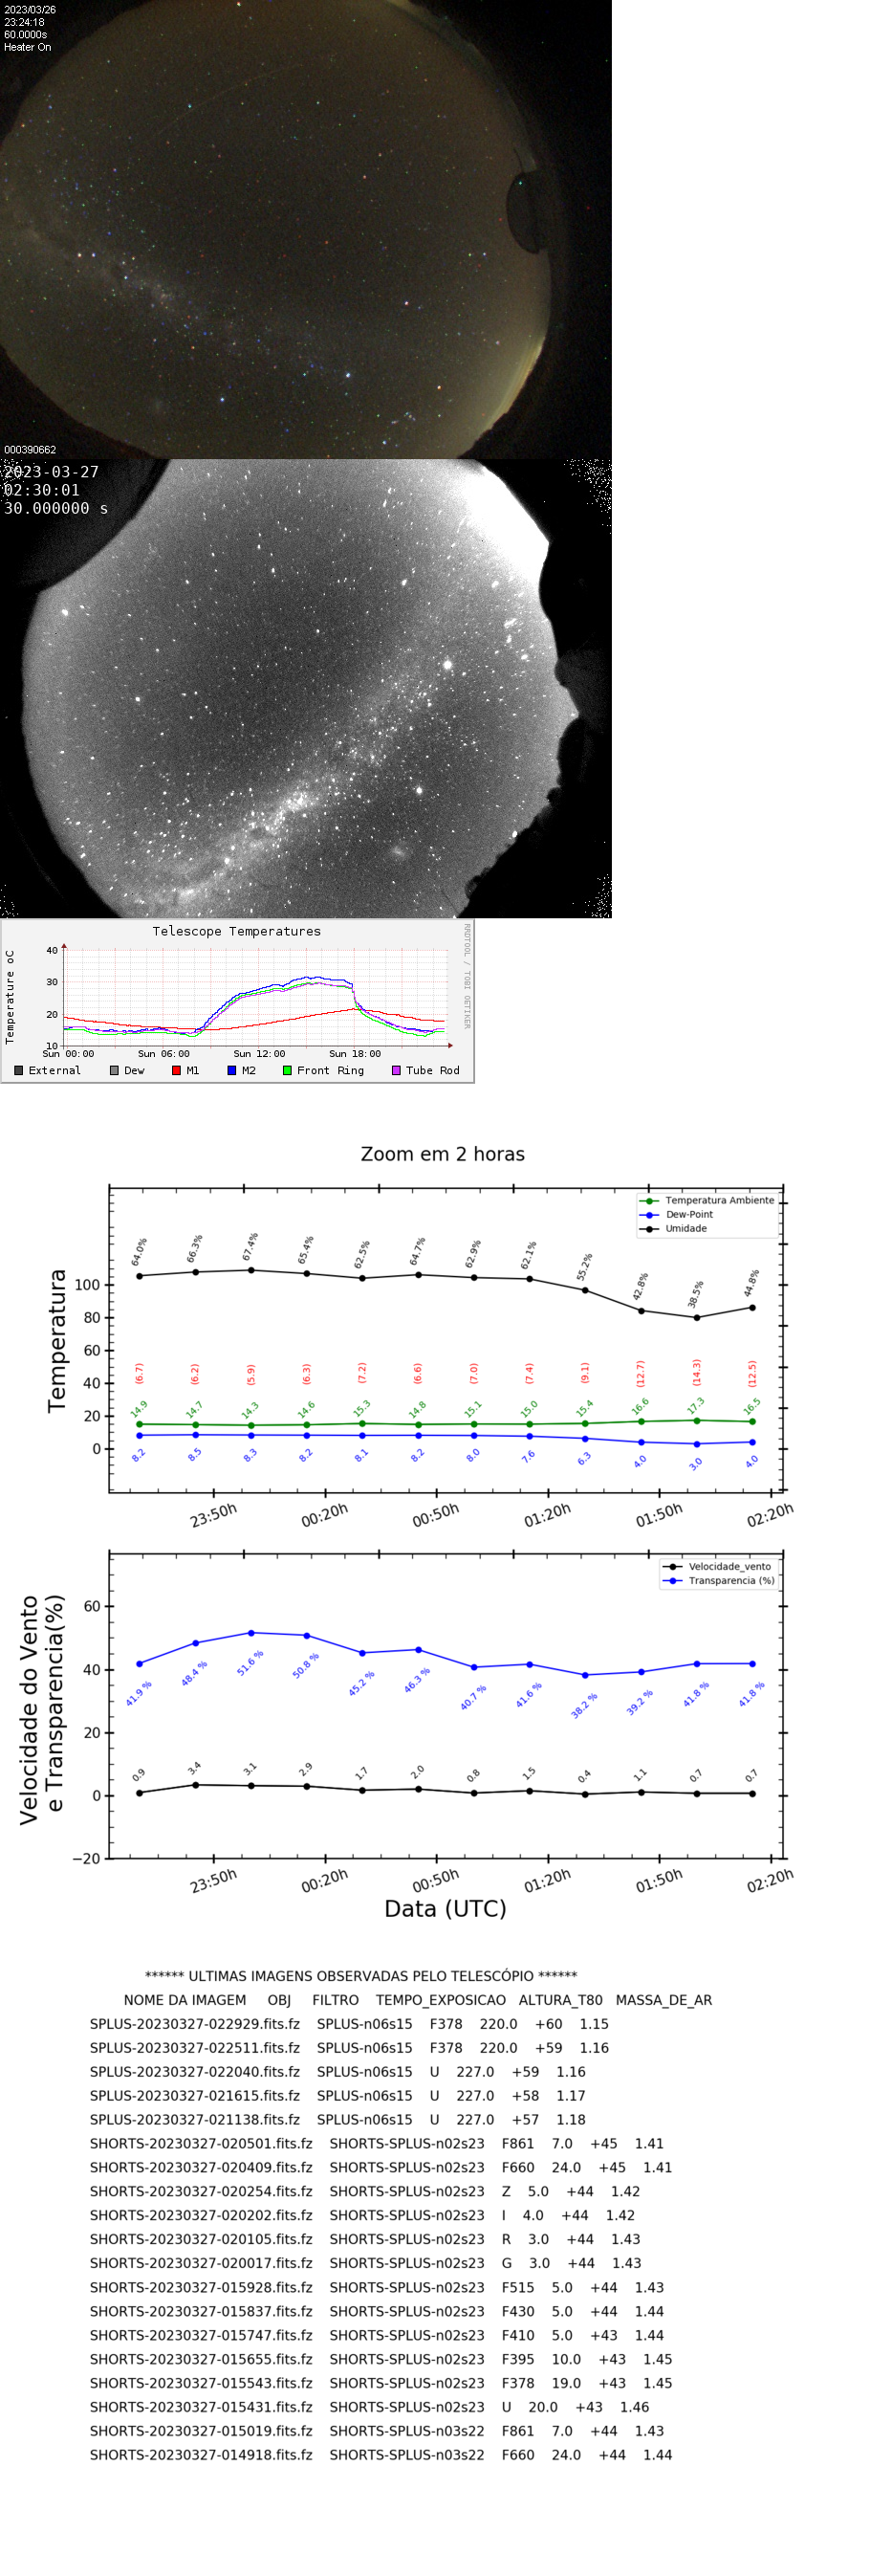 2023/03/26
23:24:18
60.0000s
Heater On
000390662
2023-03-27
02:30:01
30.000000 s
Telescope Temperatures
RRDTOOL / TOBI OETIKER
Temperature oC
40
30
20
10
Sun 00:00 Sun 06:00 Sun 12:00 Sun 18:00
External Dew M1 M2 Front Ring Tube Rod
Zoom em 2 horas
Temperatura Ambiente
Dew-Point
Umidade
Temperatura
100
80
60
40
20
0
64.0% 66.3% 67.4% 65.4% 62.5% 64.7% 62.9% 62.1% 55.2% 42.8% 38.5% 44.8%
(6.7) (6.2) (5.9) (6.3) (7.2) (6.6) (7.0) (7.4) (9.1) (12.7) (14.3) (12.5)
14.9 14.7 14.3 14.6 15.3 14.8 15.1 15.0 15.4 16.6 17.3 16.5
8.2 8.5 8.3 8.2 8.1 8.2 8.0 7.6 6.3 4.0 3.0 4.0
23:50h 00:20h 00:50h 01:20h 01:50h 02:20h
Velocidade_vento
Transparencia (%)
Velocidade do Vento
e Transparencia(%)
60
40
20
0
−20
41.9 % 48.4 % 51.6 % 50.8 % 45.2 % 46.3 % 40.7 % 41.6 % 38.2 % 39.2 % 41.8 % 41.8 %
0.9 3.4 3.1 2.9 1.7 2.0 0.8 1.5 0.4 1.1 0.7 0.7
23:50h 00:20h 00:50h 01:20h 01:50h 02:20h
Data (UTC)
****** ULTIMAS IMAGENS OBSERVADAS PELO TELESCÓPIO ******
NOME DA IMAGEM OBJ FILTRO TEMPO_EXPOSICAO ALTURA_T80 MASSA_DE_AR
SPLUS-20230327-022929.fits.fz SPLUS-n06s15 F378 220.0 +60 1.15
SPLUS-20230327-022511.fits.fz SPLUS-n06s15 F378 220.0 +59 1.16
SPLUS-20230327-022040.fits.fz SPLUS-n06s15 U 227.0 +59 1.16
SPLUS-20230327-021615.fits.fz SPLUS-n06s15 U 227.0 +58 1.17
SPLUS-20230327-021138.fits.fz SPLUS-n06s15 U 227.0 +57 1.18
SHORTS-20230327-020501.fits.fz SHORTS-SPLUS-n02s23 F861 7.0 +45 1.41
SHORTS-20230327-020409.fits.fz SHORTS-SPLUS-n02s23 F660 24.0 +45 1.41
SHORTS-20230327-020254.fits.fz SHORTS-SPLUS-n02s23 Z 5.0 +44 1.42
SHORTS-20230327-020202.fits.fz SHORTS-SPLUS-n02s23 I 4.0 +44 1.42
SHORTS-20230327-020105.fits.fz SHORTS-SPLUS-n02s23 R 3.0 +44 1.43
SHORTS-20230327-020017.fits.fz SHORTS-SPLUS-n02s23 G 3.0 +44 1.43
SHORTS-20230327-015928.fits.fz SHORTS-SPLUS-n02s23 F515 5.0 +44 1.43
SHORTS-20230327-015837.fits.fz SHORTS-SPLUS-n02s23 F430 5.0 +44 1.44
SHORTS-20230327-015747.fits.fz SHORTS-SPLUS-n02s23 F410 5.0 +43 1.44
SHORTS-20230327-015655.fits.fz SHORTS-SPLUS-n02s23 F395 10.0 +43 1.45
SHORTS-20230327-015543.fits.fz SHORTS-SPLUS-n02s23 F378 19.0 +43 1.45
SHORTS-20230327-015431.fits.fz SHORTS-SPLUS-n02s23 U 20.0 +43 1.46
SHORTS-20230327-015019.fits.fz SHORTS-SPLUS-n03s22 F861 7.0 +44 1.43
SHORTS-20230327-014918.fits.fz SHORTS-SPLUS-n03s22 F660 24.0 +44 1.44